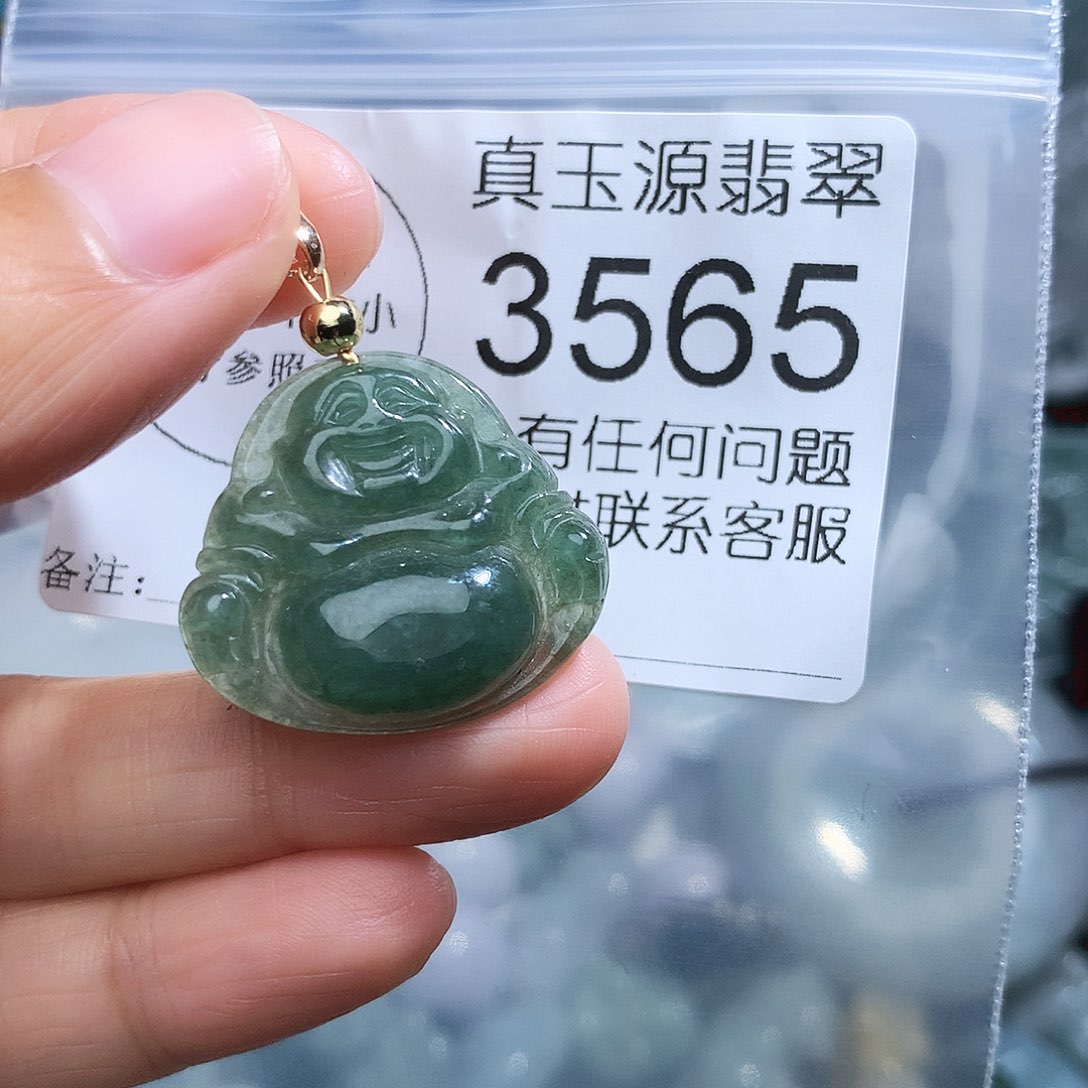 真玉源翡翠
3565
小
参照
有任何问题
联系客服
备注: